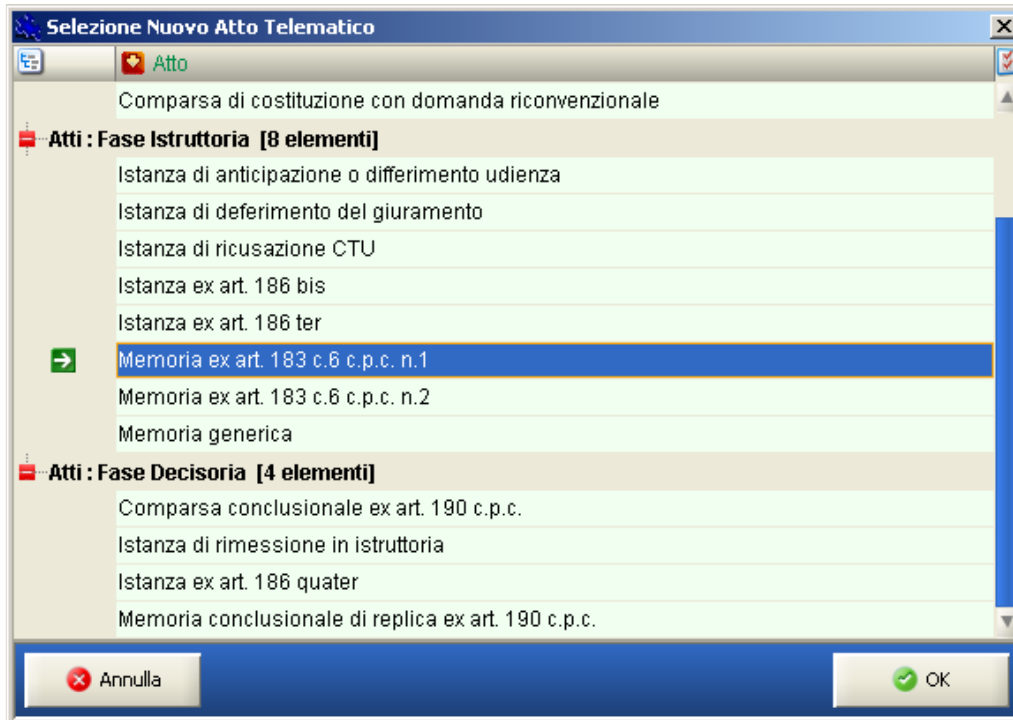 Selezione Nuovo Atto Telematico
Atto
Comparsa di costituzione con domanda riconvenzionale
Atti : Fase Istruttoria [8 elementi]
Istanza di anticipazione o differimento udienza
Istanza di deferimento del giuramento
Istanza di ricusazione CTU
Istanza ex art. 186 bis
Istanza ex art. 186 ter
Memoria ex art. 183 c.6 c.p.c. n.1
Memoria ex art. 183 c.6 c.p.c. n.2
Memoria generica
Atti : Fase Decisoria [4 elementi]
Comparsa conclusionale ex art. 190 c.p.c.
Istanza di rimessione in istruttoria
Istanza ex art. 186 quater
Memoria conclusionale di replica ex art. 190 c.p.c.
Annulla OK